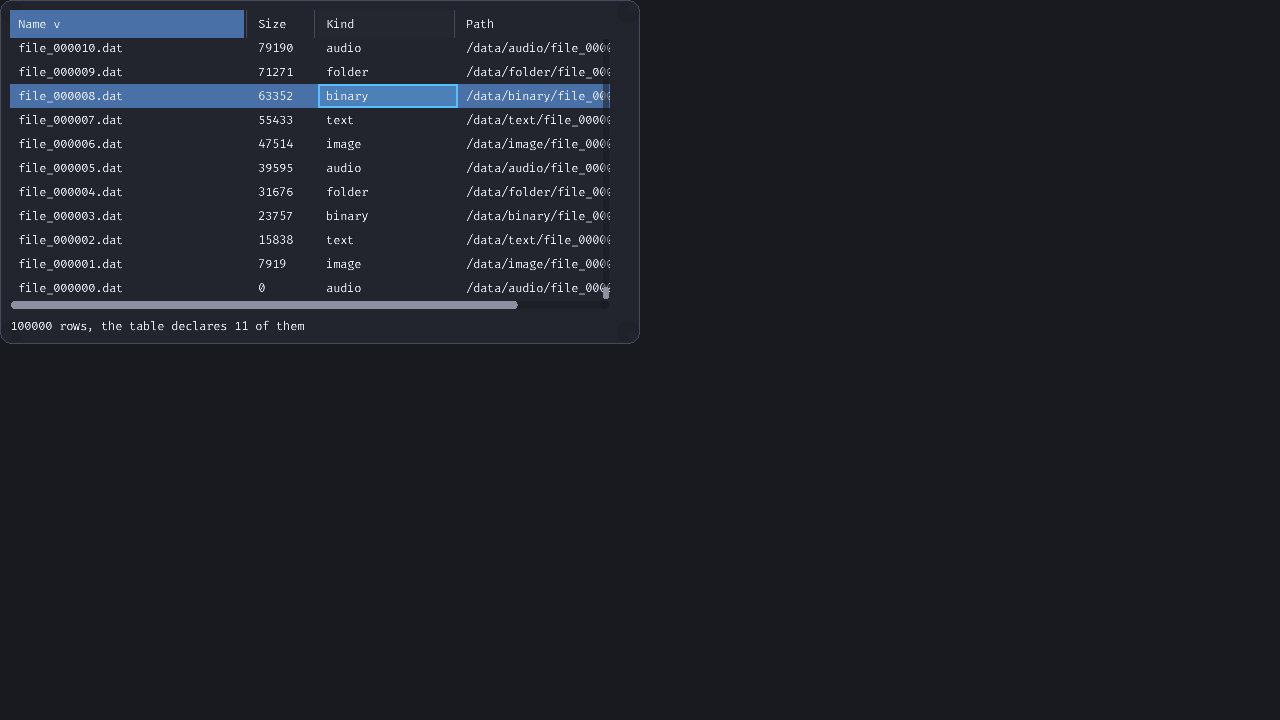 Name v Size Kind Path
file_000010.dat 79190 audio /data/audio/file_000
file_000009.dat 71271 folder /data/folder/file_00
file_000008.dat 63352 binary /data/binary/file_00
file_000007.dat 55433 text /data/text/file_0000
file_000006.dat 47514 image /data/image/file_000
file_000005.dat 39595 audio /data/audio/file_000
file_000004.dat 31676 folder /data/folder/file_00
file_000003.dat 23757 binary /data/binary/file_00
file_000002.dat 15838 text /data/text/file_0000
file_000001.dat 7919 image /data/image/file_000
file_000000.dat 0 audio /data/audio/file_000
100000 rows, the table declares 11 of them